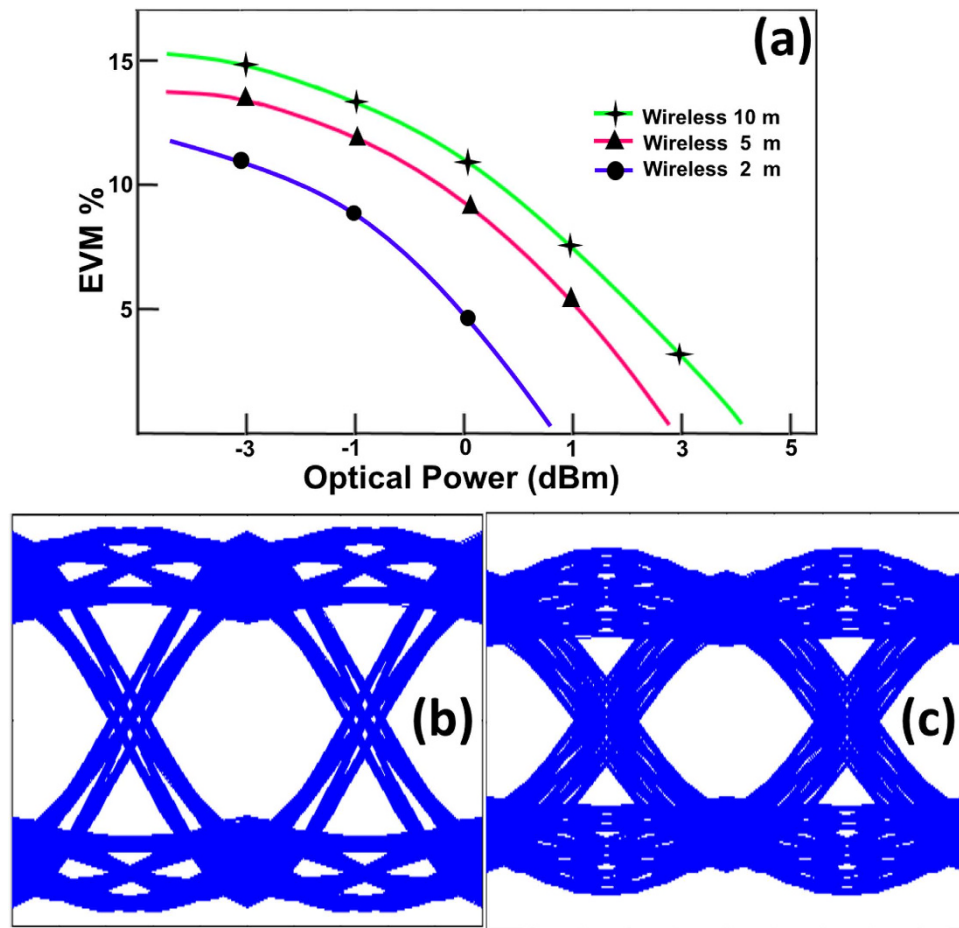 (a)
15
10
5
EVM %
Wireless 10 m
Wireless 5 m
Wireless 2 m
-3 -1 0 1 3 5
Optical Power (dBm)
(b)
(c)